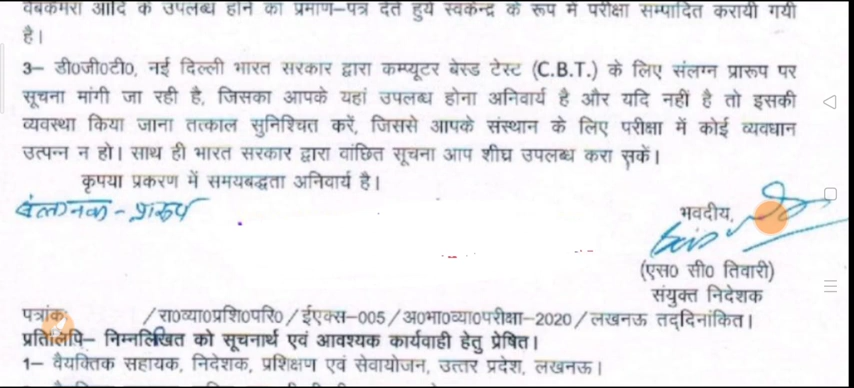 वेबकैमरा आदि के उपलब्ध होने का प्रमाण-पत्र देते हुये स्वकेन्द्र के रूप में परीक्षा सम्पादित करायी गयी
है।
3- डी0जी0टी0, नई दिल्ली भारत सरकार द्वारा कम्प्यूटर बेस्ड टेस्ट (C.B.T.) के लिए संलग्न प्रारूप पर
सूचना मांगी जा रही है, जिसका आपके यहां उपलब्ध होना अनिवार्य है और यदि नहीं है तो इसकी
व्यवस्था किया जाना तत्काल सुनिश्चित करें, जिससे आपके संस्थान के लिए परीक्षा में कोई व्यवधान
उत्पन्न न हो। साथ ही भारत सरकार द्वारा वांछित सूचना आप शीघ्र उपलब्ध करा सकें।
कृपया प्रकरण में समयबद्धता अनिवार्य है।
संलग्नक - प्रारूप
भवदीय,
(एस0 सी0 तिवारी)
संयुक्त निदेशक
पत्रांक: /रा0व्या0प्रशि0परि0/ईएक्स-005/अ0भा0व्या0परीक्षा-2020/लखनऊ तद्दिनांकित।
प्रतिलिपि- निम्नलिखित को सूचनार्थ एवं आवश्यक कार्यवाही हेतु प्रेषित।
1- वैयक्तिक सहायक, निदेशक, प्रशिक्षण एवं सेवायोजन, उत्तर प्रदेश, लखनऊ।